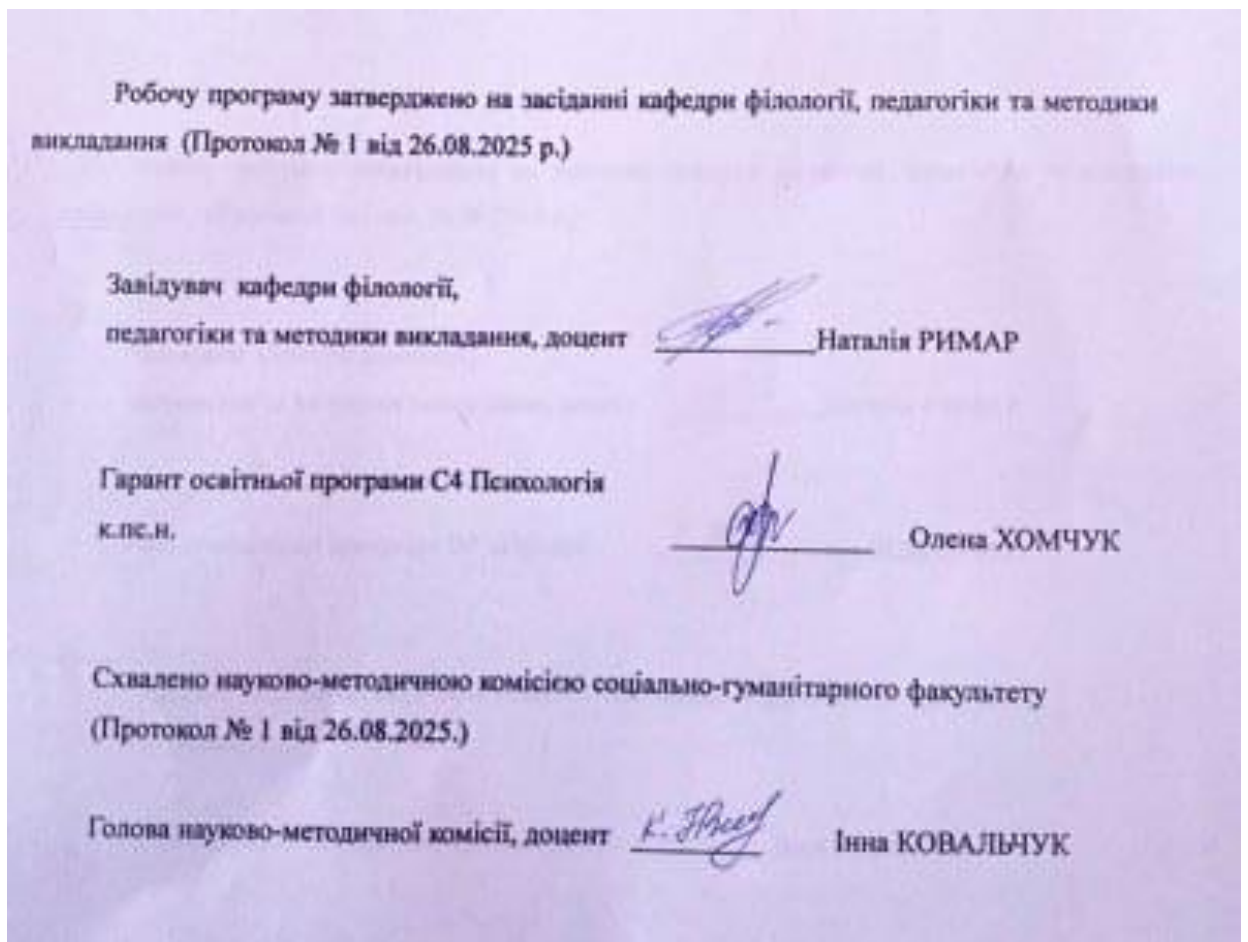 Робочу програму затверджено на засіданні кафедри філології, педагогіки та методики
викладання (Протокол № 1 від 26.08.2025 р.)
Завідувач кафедри філології,
педагогіки та методики викладання, доцент Наталія РИМАР
Гарант освітньої програми С4 Психологія
к.пс.н. Олена ХОМЧУК
Схвалено науково-методичною комісією соціально-гуманітарного факультету
(Протокол № 1 від 26.08.2025.)
Голова науково-методичної комісії, доцент Інна КОВАЛЬЧУК